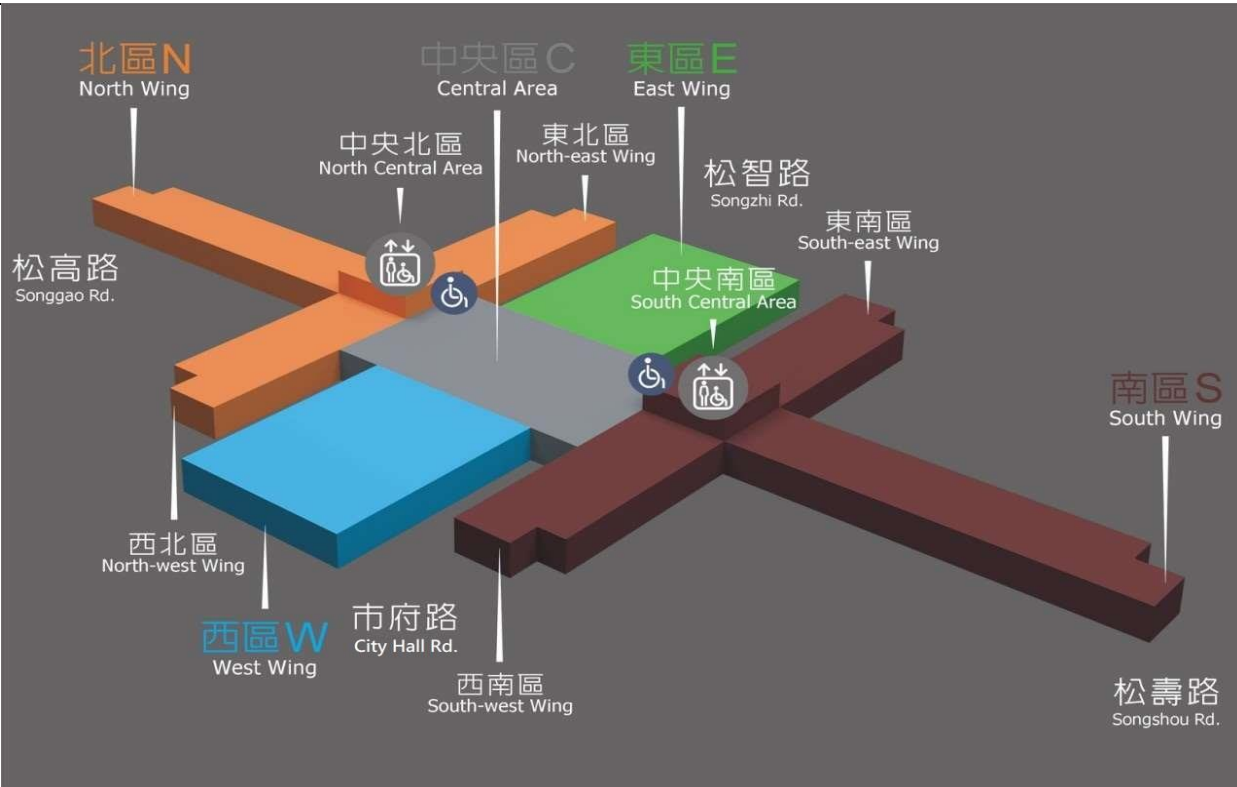 北區N
North Wing
中央區C
Central Area
東區E
East Wing
中央北區
North Central Area
東北區
North-east Wing
松智路
Songzhi Rd.
東南區
South-east Wing
松高路
Songgao Rd.
中央南區
South Central Area
南區S
South Wing
西北區
North-west Wing
西區W
West Wing
市府路
City Hall Rd.
西南區
South-west Wing
松壽路
Songshou Rd.